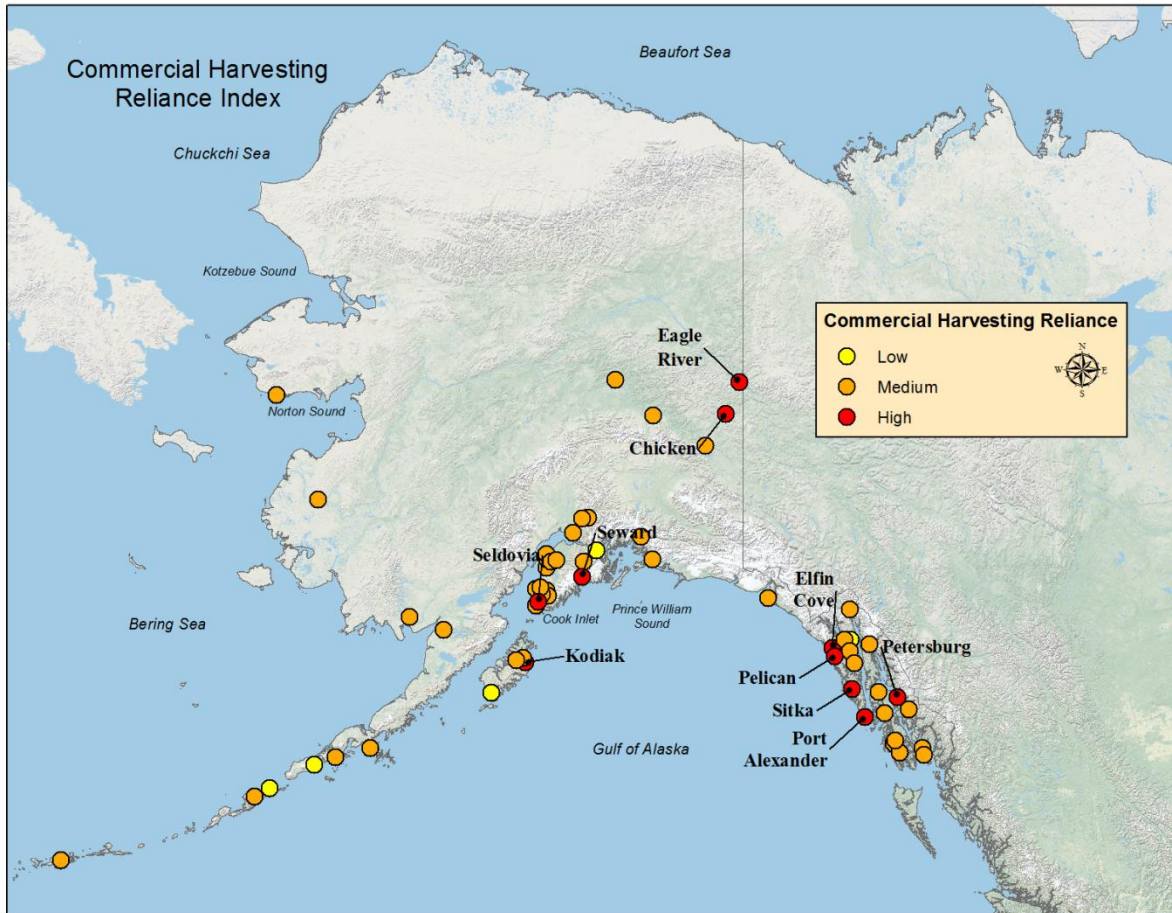 Commercial Harvesting
Reliance Index
Beaufort Sea
Chuckchi Sea
Kotzebue Sound
Commercial Harvesting Reliance
Low
Medium
High
N
W
E
S
Eagle
River
Norton Sound
Chicken
Seward
Seldovia
Elfin
Cove
Cook Inlet
Prince William
Sound
Bering Sea
Petersburg
Kodiak
Pelican
Sitka
Port
Alexander
Gulf of Alaska